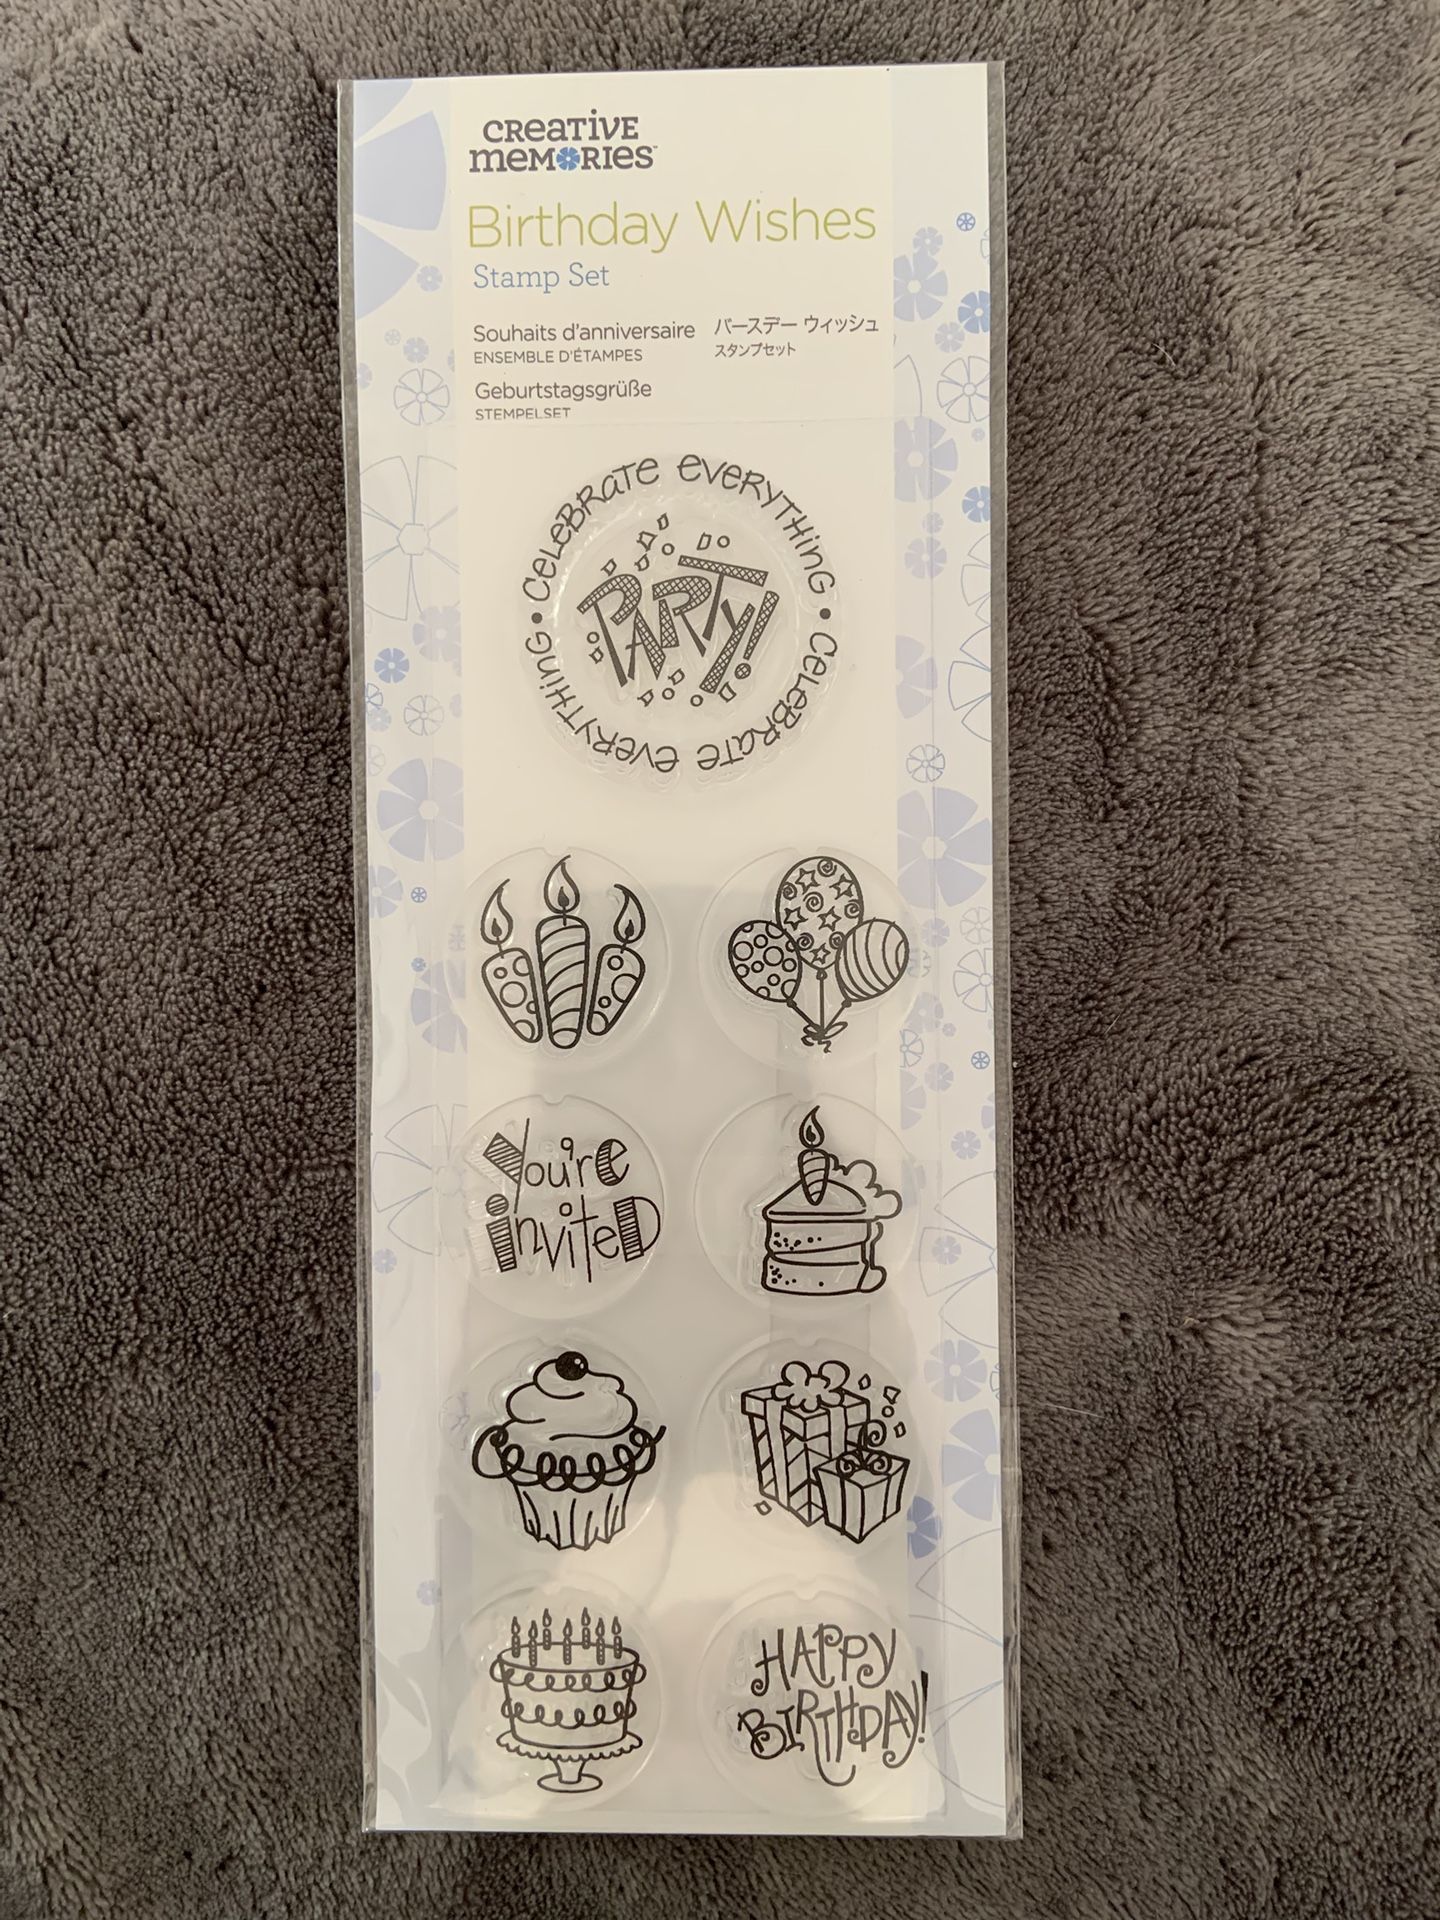 CREATIVE
MEMORIES™
Birthday Wishes
Stamp Set
Souhaits d'anniversaire
ENSEMBLE D'ÉTAMPES
バースデー ウィッシュ
スタンプセット
Geburtstagsgrüße
STEMPELSET
CELEBRATE EVERYTHING • CELEBRATE EVERYTHING •
PARTY!
You're
invited
HAPPY
BIRTHDAY!